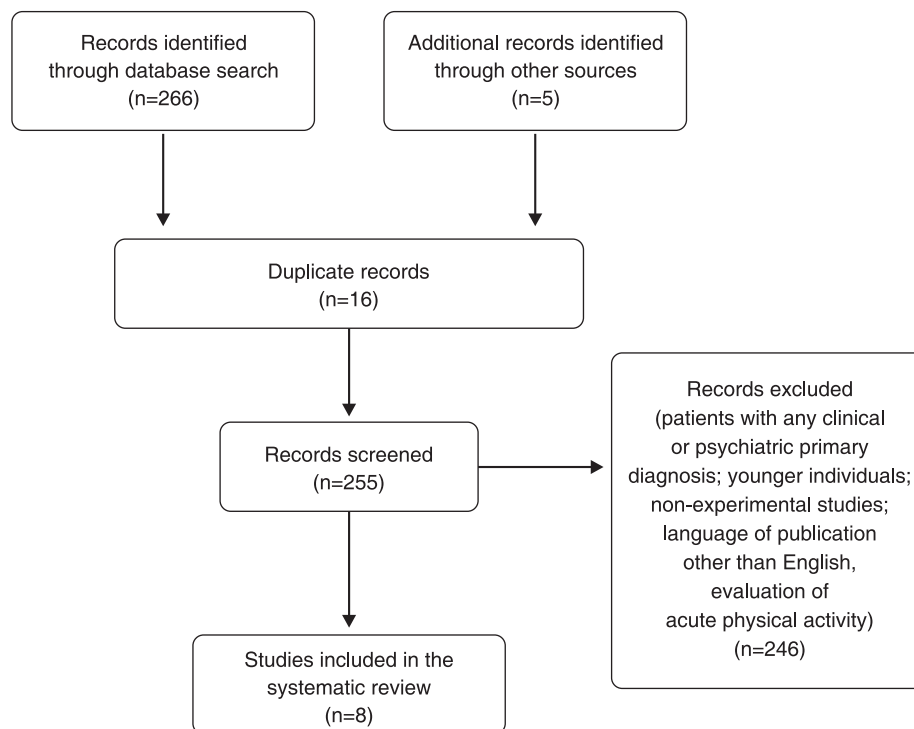 Records identified
through database search
(n=266)
Additional records identified
through other sources
(n=5)
Duplicate records
(n=16)
Records screened
(n=255)
Records excluded
(patients with any clinical
or psychiatric primary
diagnosis; younger individuals;
non-experimental studies;
language of publication
other than English,
evaluation of
acute physical activity)
(n=246)
Studies included in the
systematic review
(n=8)